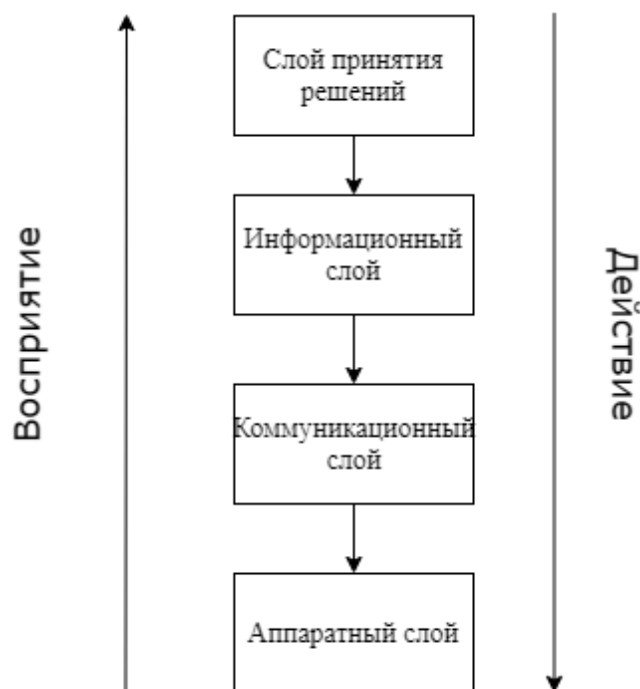 Слой принятия
решений
Информационный
слой
Коммуникационный
слой
Аппаратный слой
Восприятие
Действие